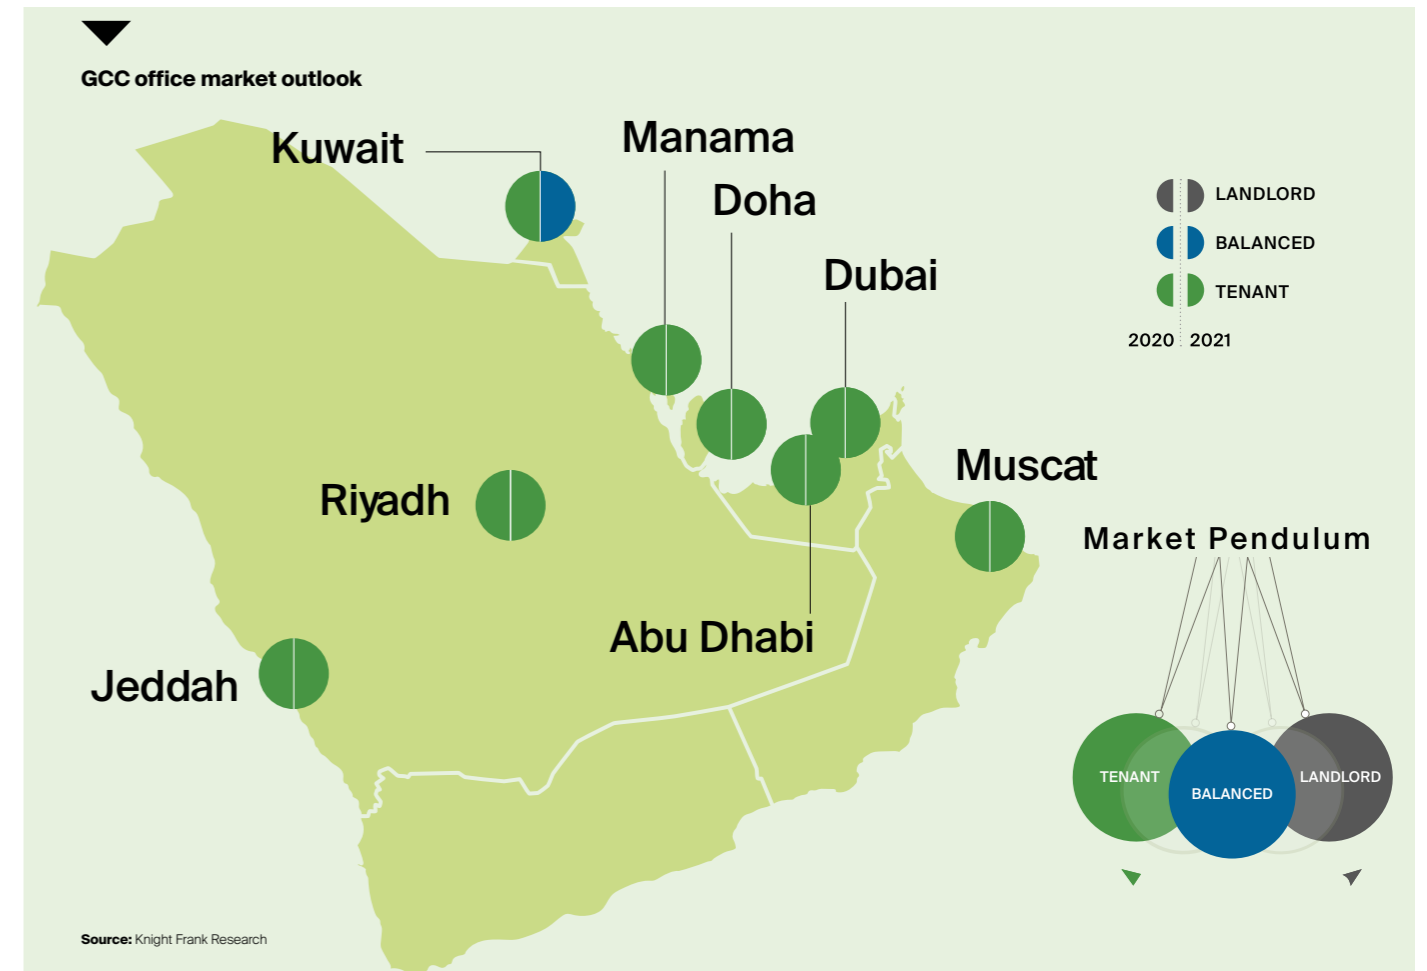 GCC office market outlook
Kuwait
Manama
Doha
Dubai
LANDLORD
BALANCED
TENANT
2020 2021
Muscat
Riyadh
Market Pendulum
Abu Dhabi
Jeddah
TENANT
BALANCED
LANDLORD
Source: Knight Frank Research